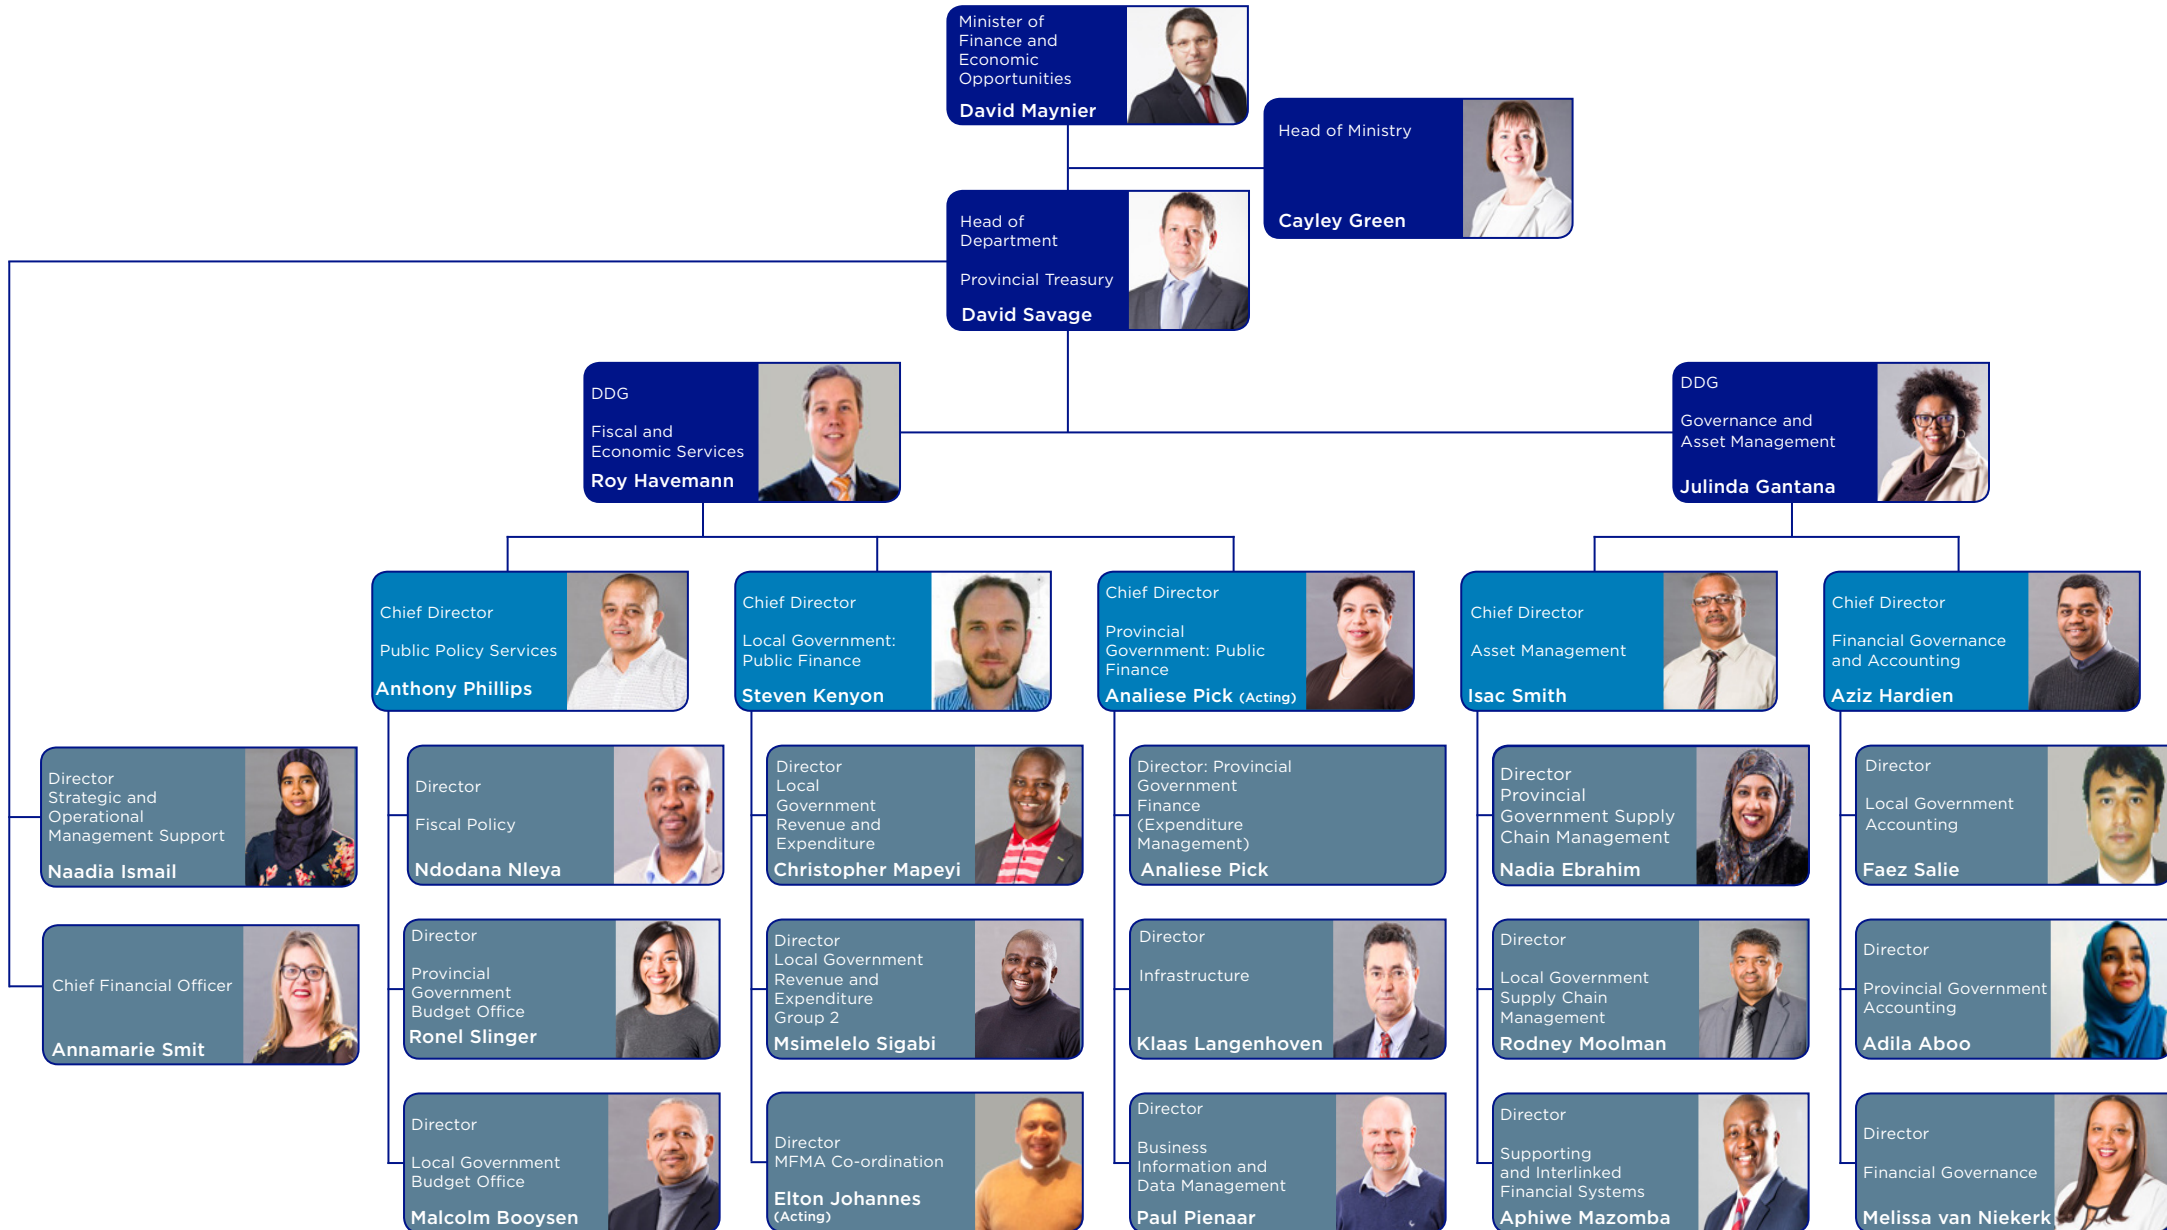 Minister of
Finance and
Economic
Opportunities
David Maynier
Head of Ministry
Cayley Green
Head of
Department
Provincial Treasury
David Savage
DDG
Fiscal and
Economic Services
Roy Havemann
DDG
Governance and
Asset Management
Julinda Gantana
Chief Director
Public Policy Services
Anthony Phillips
Chief Director
Local Government:
Public Finance
Steven Kenyon
Chief Director
Provincial
Government: Public
Finance
Analiese Pick (Acting)
Chief Director
Asset Management
Isac Smith
Chief Director
Financial Governance
and Accounting
Aziz Hardien
Director
Strategic and
Operational
Management Support
Naadia Ismail
Director
Fiscal Policy
Ndodana Nleya
Director
Local
Government
Revenue and
Expenditure
Christopher Mapeyi
Director: Provincial
Government
Finance
(Expenditure
Management)
Analiese Pick
Director
Provincial
Government Supply
Chain Management
Nadia Ebrahim
Director
Local Government
Accounting
Faez Salie
Chief Financial Officer
Annamarie Smit
Director
Provincial
Government
Budget Office
Ronel Slinger
Director
Local Government
Revenue and
Expenditure
Group 2
Msimelelo Sigabi
Director
Infrastructure
Klaas Langenhoven
Director
Local Government
Supply Chain
Management
Rodney Moolman
Director
Provincial Government
Accounting
Adila Aboo
Director
Local Government
Budget Office
Malcolm Booysen
Director
MFMA Co-ordination
Elton Johannes
(Acting)
Director
Business
Information and
Data Management
Paul Pienaar
Director
Supporting
and Interlinked
Financial Systems
Aphiwe Mazomba
Director
Financial Governance
Melissa van Niekerk